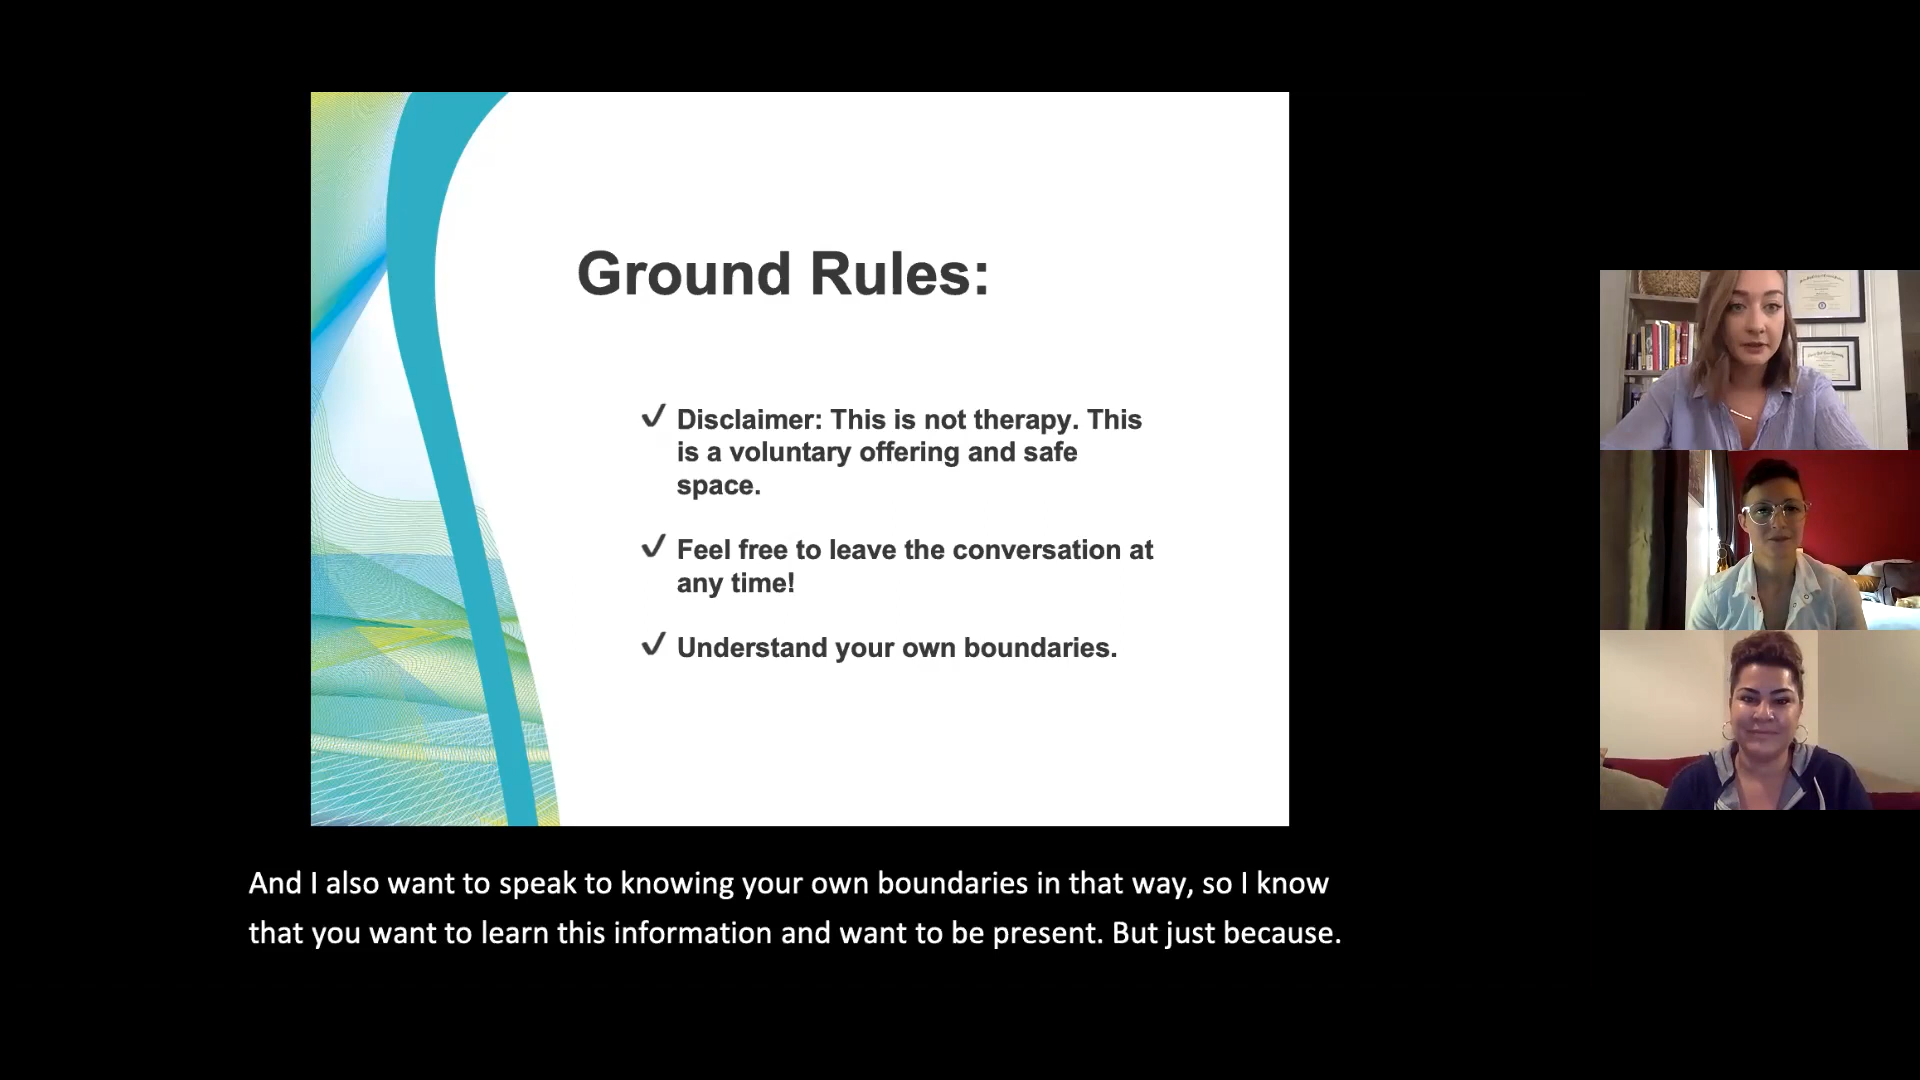 Ground Rules:
✓ Disclaimer: This is not therapy. This
is a voluntary offering and safe
space.
✓ Feel free to leave the conversation at
any time!
✓ Understand your own boundaries.
And I also want to speak to knowing your own boundaries in that way, so I know
that you want to learn this information and want to be present. But just because.